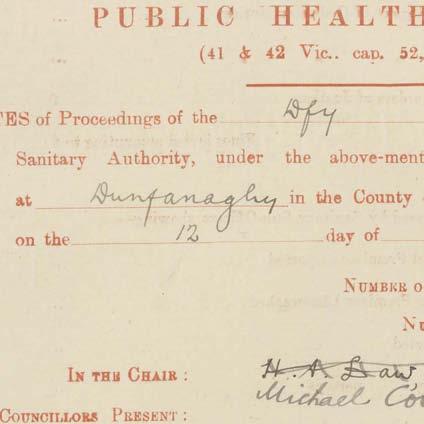 PUBLIC HEALTH
(41 & 42 Vic.. cap. 52,
TES of Proceedings of the Dfy
Sanitary Authority, under the above-ment
at Dunfanaghy in the County
on the 12 day of
NUMBER O
NU
IN THE CHAIR : H. A. Law
Michael Co
COUNCILLORS PRESENT :